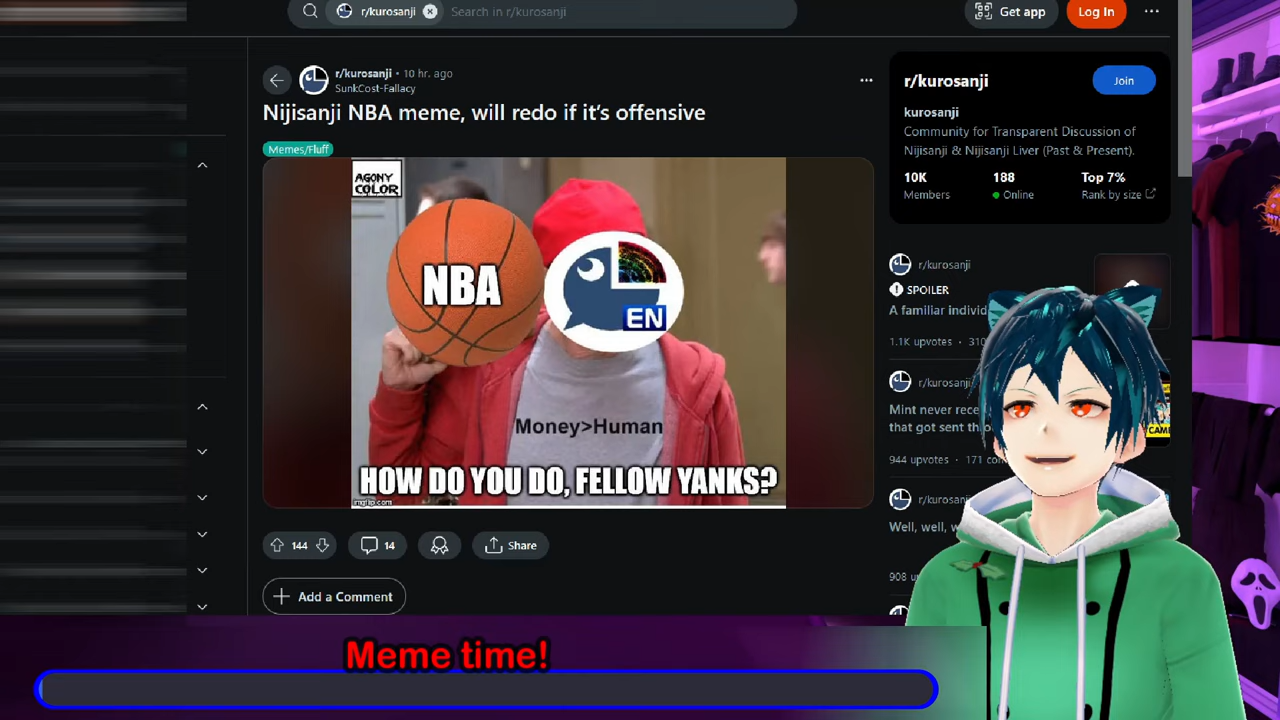 r/kurosanji
Search in r/kurosanji
Get app
Log In
r/kurosanji • 10 hr. ago
SunkCost-Fallacy
Nijisanji NBA meme, will redo if it's offensive
Memes/Fluff
AGONY
COLOR
NBA
EN
Money>Human
HOW DO YOU DO, FELLOW YANKS?
imgflip.com
144
14
Share
Add a Comment
r/kurosanji
Join
kurosanji
Community for Transparent Discussion of
Nijisanji & Nijisanji Liver (Past & Present).
10K
188
Top 7%
Members
Online
Rank by size
r/kurosanji
SPOILER
A familiar
1.1K upvotes •
r/kurosanji
Mint never
that got sent
944 upvotes • 171
r/kurosanji
Well, well,
908
Meme time!